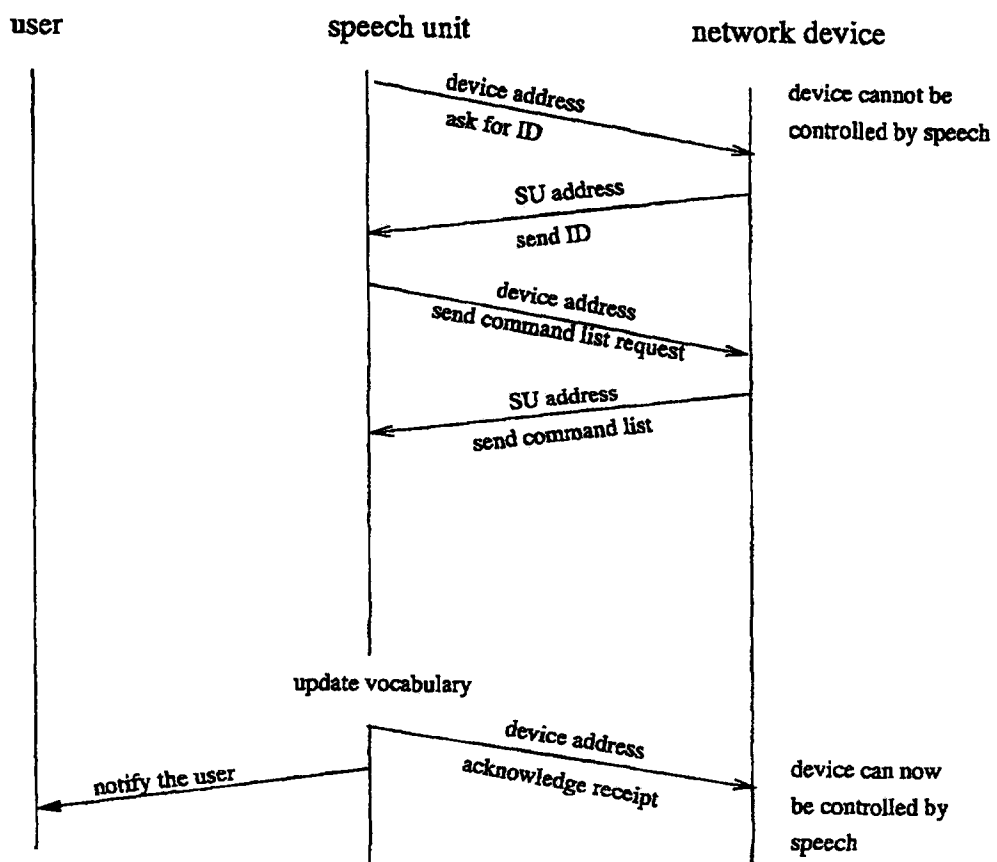 user
speech unit
network device
device address
ask for ID
device cannot be
controlled by speech
SU address
send ID
device address
send command list request
SU address
send command list
update vocabulary
device address
acknowledge receipt
notify the user
device can now
be controlled by
speech